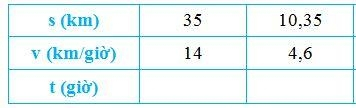 s (km) 35 10,35
v (km/giờ) 14 4,6
t (giờ)